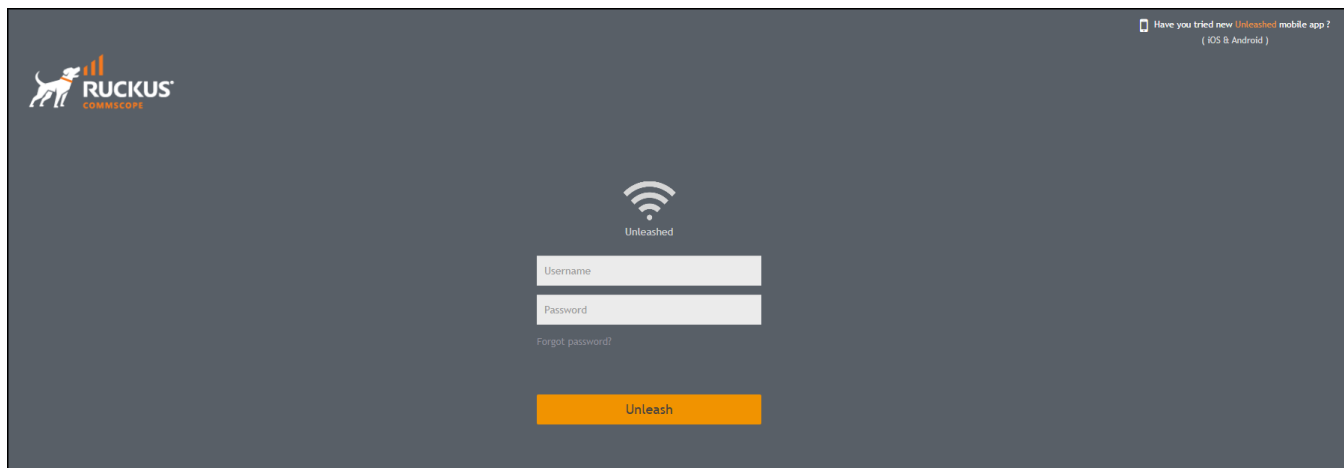 Have you tried new Unleashed mobile app ?
( iOS & Android )
RUCKUS®
COMMSCOPE
Unleashed
Username
Password
Forgot password?
Unleash